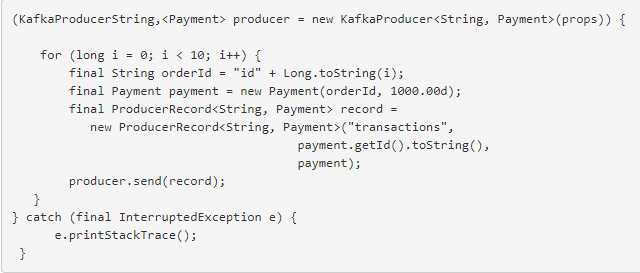 (KafkaProducerString,<Payment> producer = new KafkaProducer<String, Payment>(props)) {
for (long i = 0; i < 10; i++) {
final String orderId = "id" + Long.toString(i);
final Payment payment = new Payment(orderId, 1000.00d);
final ProducerRecord<String, Payment> record =
new ProducerRecord<String, Payment>("transactions",
payment.getId().toString(),
payment);
producer.send(record);
}
} catch (final InterruptedException e) {
e.printStackTrace();
}